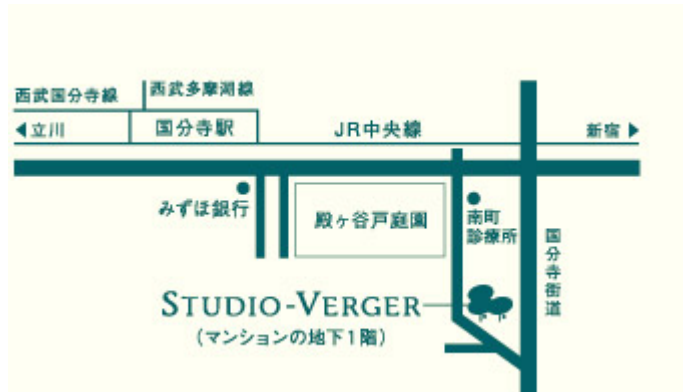 西武国分寺線
西武多摩湖線
◀立川
国分寺駅
JR中央線
新宿▶
みずほ銀行
殿ヶ谷戸庭園
南町
診療所
国分寺街道
STUDIO-VERGER
(マンションの地下1階)